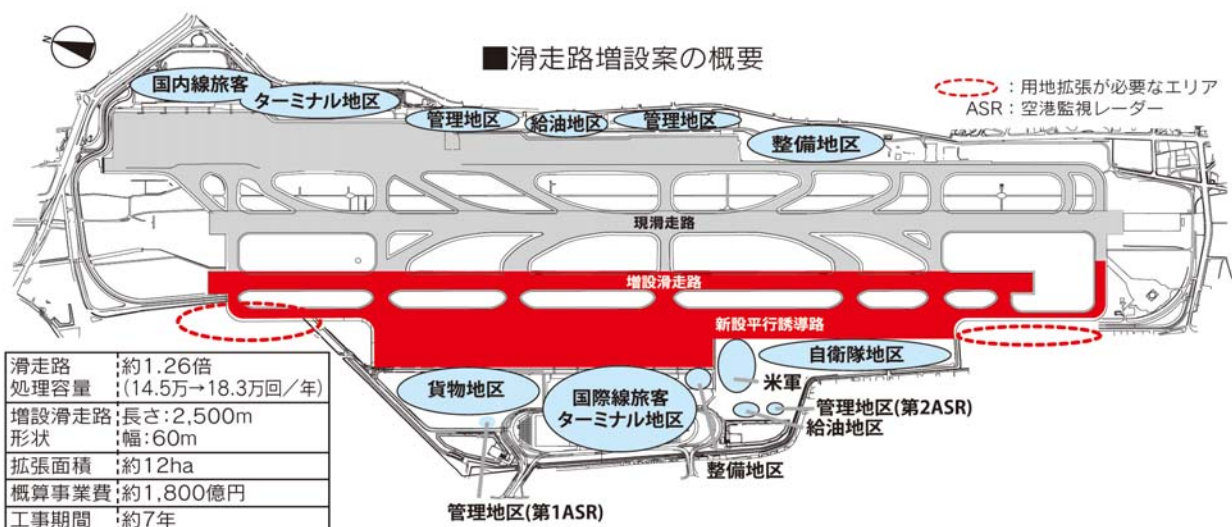 N
■滑走路増設案の概要
:用地拡張が必要なエリア
ASR:空港監視レーダー
国内線旅客
ターミナル地区
管理地区
給油地区
管理地区
整備地区
現滑走路
増設滑走路
新設平行誘導路
自衛隊地区
米軍
貨物地区
国際線旅客
ターミナル地区
管理地区(第2ASR)
給油地区
整備地区
管理地区(第1ASR)
滑走路 約1.26倍
処理容量 (14.5万→18.3万回/年)
増設滑走路 長さ:2,500m
形状 幅:60m
拡張面積 約12ha
概算事業費 約1,800億円
工事期間 約7年